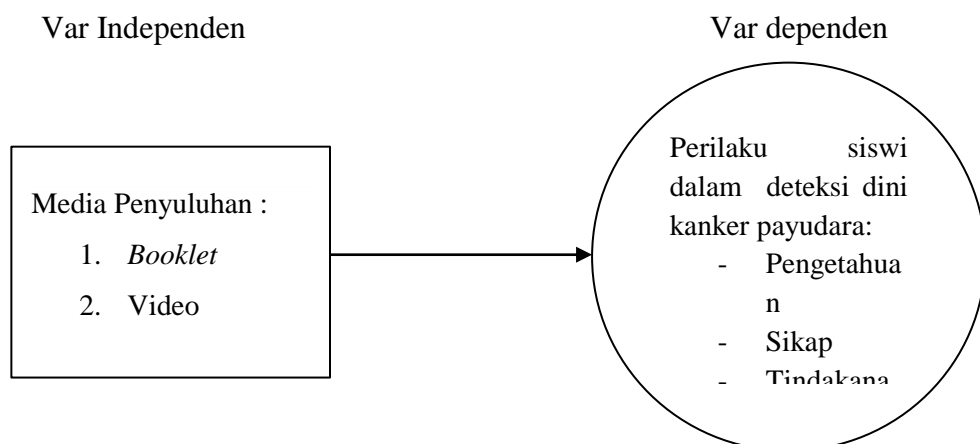 Var Independen
Var dependen
Media Penyuluhan :
1. Booklet
2. Video
Perilaku siswi
dalam deteksi dini
kanker payudara:
- Pengetahua
n
- Sikap
- Tindakana